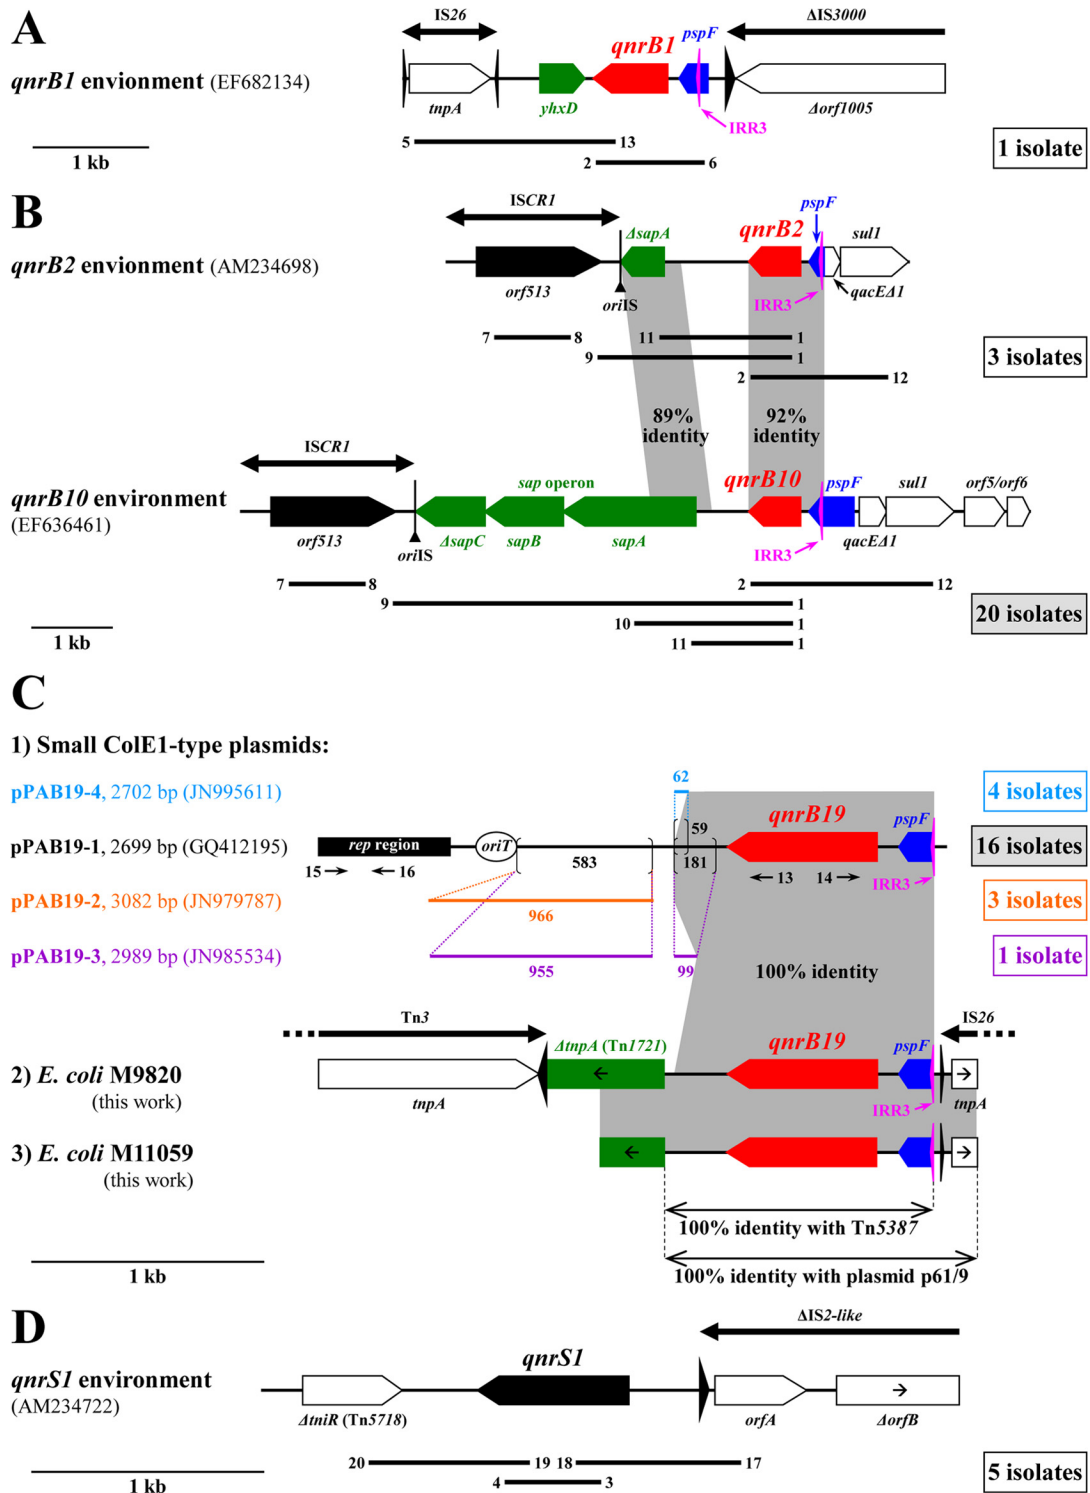 A
IS26
ΔIS3000
qnrB1
pspF
qnrB1 envionment (EF682134)
tnpA
yhxD
IRR3
Δorf1005
5
13
1 kb
2
6
1 isolate
B
ISCR1
pspF
ΔsapA
qnrB2
sul1
qnrB2 envionment (AM234698)
orf513
oriIS
IRR3
qacEΔ1
7
8
11
1
9
1
3 isolates
2
12
89%
identity
92%
identity
ISCR1
sap operon
qnrB10
qnrB10 environment
pspF
sul1
orf5/orf6
(EF636461)
orf513
oriIS
ΔsapC
sapB
sapA
IRR3
qacEΔ1
7
8
2
12
9
1
20 isolates
10
1
1 kb
11
1
C
1) Small ColE1-type plasmids:
62
pPAB19-4, 2702 bp (JN995611)
4 isolates
59
qnrB19
pspF
pPAB19-1, 2699 bp (GQ412195)
rep region
oriT
583
181
16 isolates
15
16
13
14
IRR3
pPAB19-2, 3082 bp (JN979787)
966
3 isolates
pPAB19-3, 2989 bp (JN985534)
955
99
100% identity
1 isolate
Tn3
IS26
ΔtnpA (Tn1721)
qnrB19
pspF
2) E. coli M9820
(this work)
tnpA
IRR3
tnpA
3) E. coli M11059
(this work)
100% identity with Tn5387
1 kb
100% identity with plasmid p61/9
D
ΔIS2-like
qnrS1
qnrS1 environment
(AM234722)
ΔtniR (Tn5718)
orfA
ΔorfB
20
19
18
17
1 kb
4
3
5 isolates